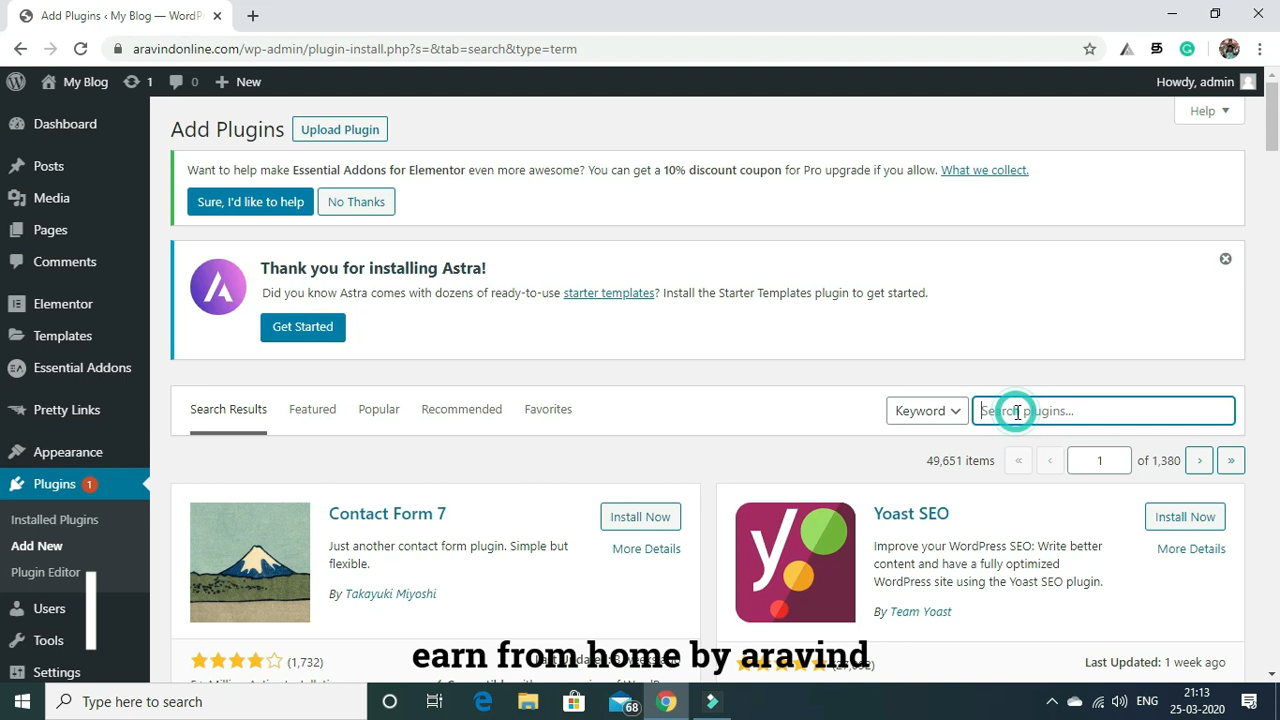 Add Plugins ‹ My Blog — WordPr
aravindonline.com/wp-admin/plugin-install.php?s=&tab=search&type=term
My Blog 1 0 New
Howdy, admin
Dashboard
Posts
Media
Pages
Comments
Elementor
Templates
Essential Addons
Pretty Links
Appearance
Plugins 1
Installed Plugins
Add New
Plugin Editor
Users
Tools
Settings
Add Plugins Upload Plugin
Help
Want to help make Essential Addons for Elementor even more awesome? You can get a 10% discount coupon for Pro upgrade if you allow. What we collect.
Sure, I'd like to help No Thanks
Thank you for installing Astra!
Did you know Astra comes with dozens of ready-to-use starter templates? Install the Starter Templates plugin to get started.
Get Started
Search Results Featured Popular Recommended Favorites
Keyword Search plugins...
49,651 items « ‹ 1 of 1,380 › »
Contact Form 7
Install Now
More Details
Just another contact form plugin. Simple but
flexible.
By Takayuki Miyoshi
(1,732)
Yoast SEO
Install Now
More Details
Improve your WordPress SEO: Write better
content and have a fully optimized
WordPress site using the Yoast SEO plugin.
By Team Yoast
Last Updated: 1 week ago
earn from home by aravind
Type here to search
68
ENG
21:13
25-03-2020